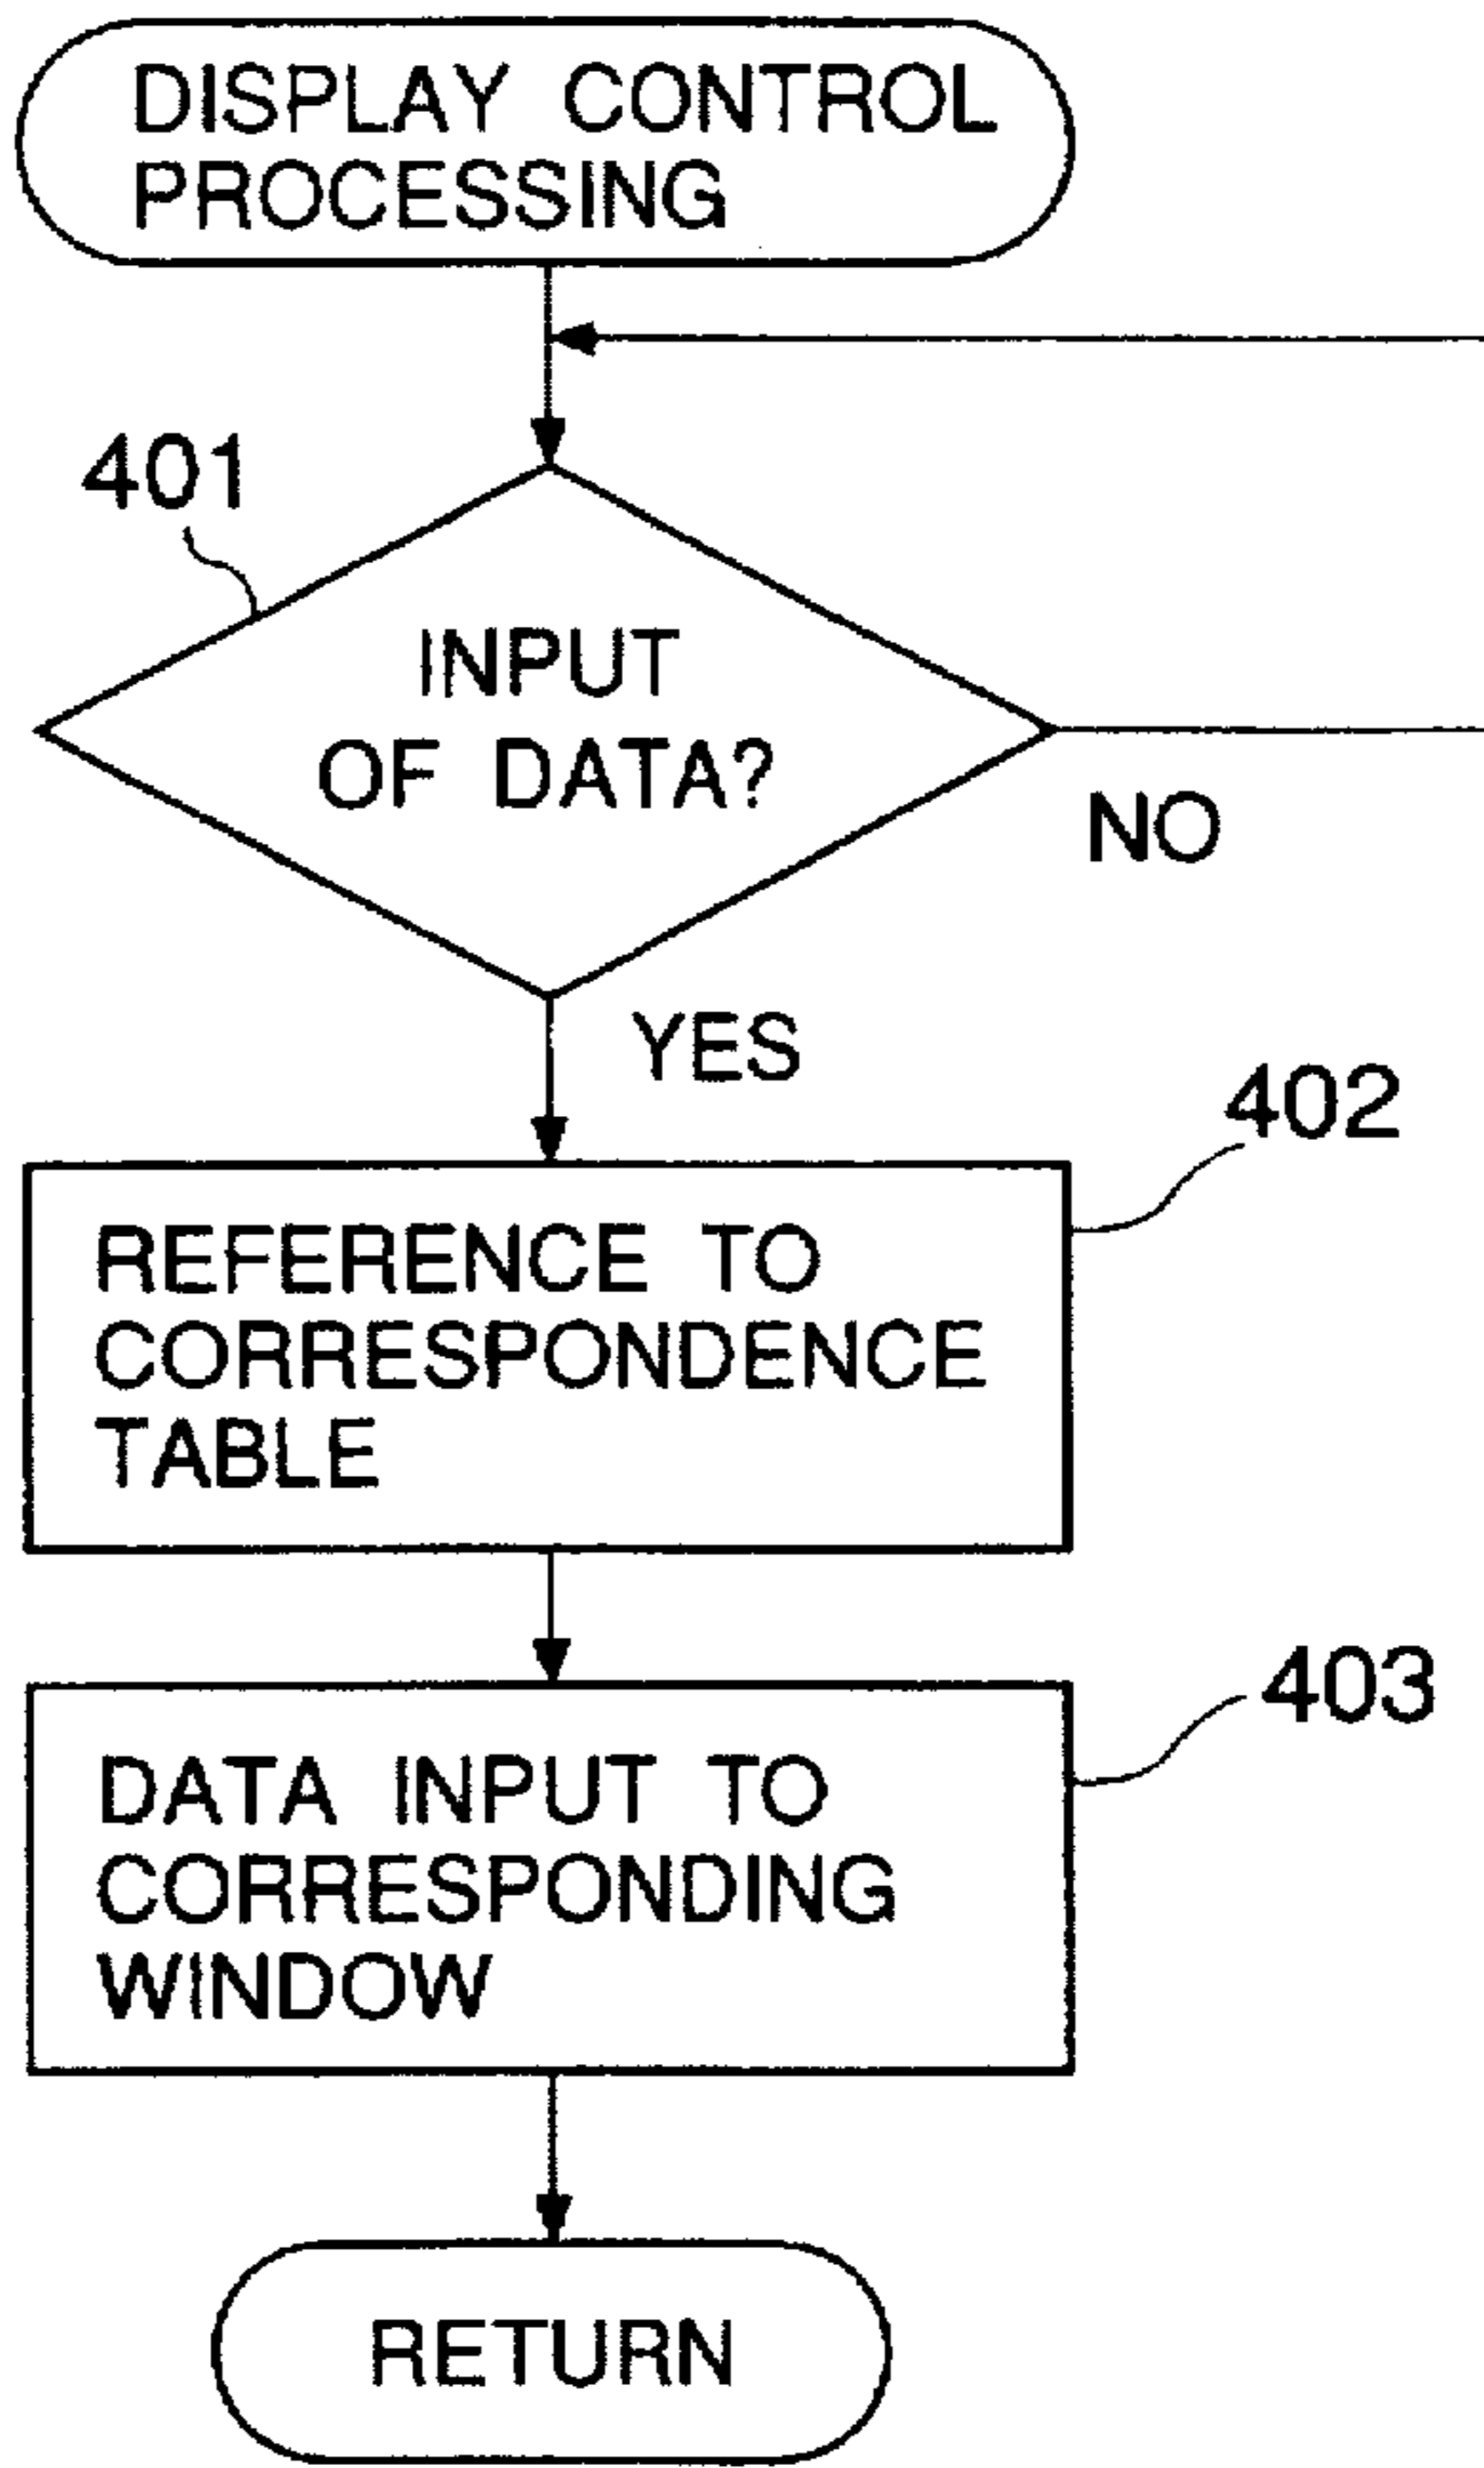 DISPLAY CONTROL
PROCESSING
401
INPUT
OF DATA?
NO
YES
402
REFERENCE TO
CORRESPONDENCE
TABLE
403
DATA INPUT TO
CORRESPONDING
WINDOW
RETURN